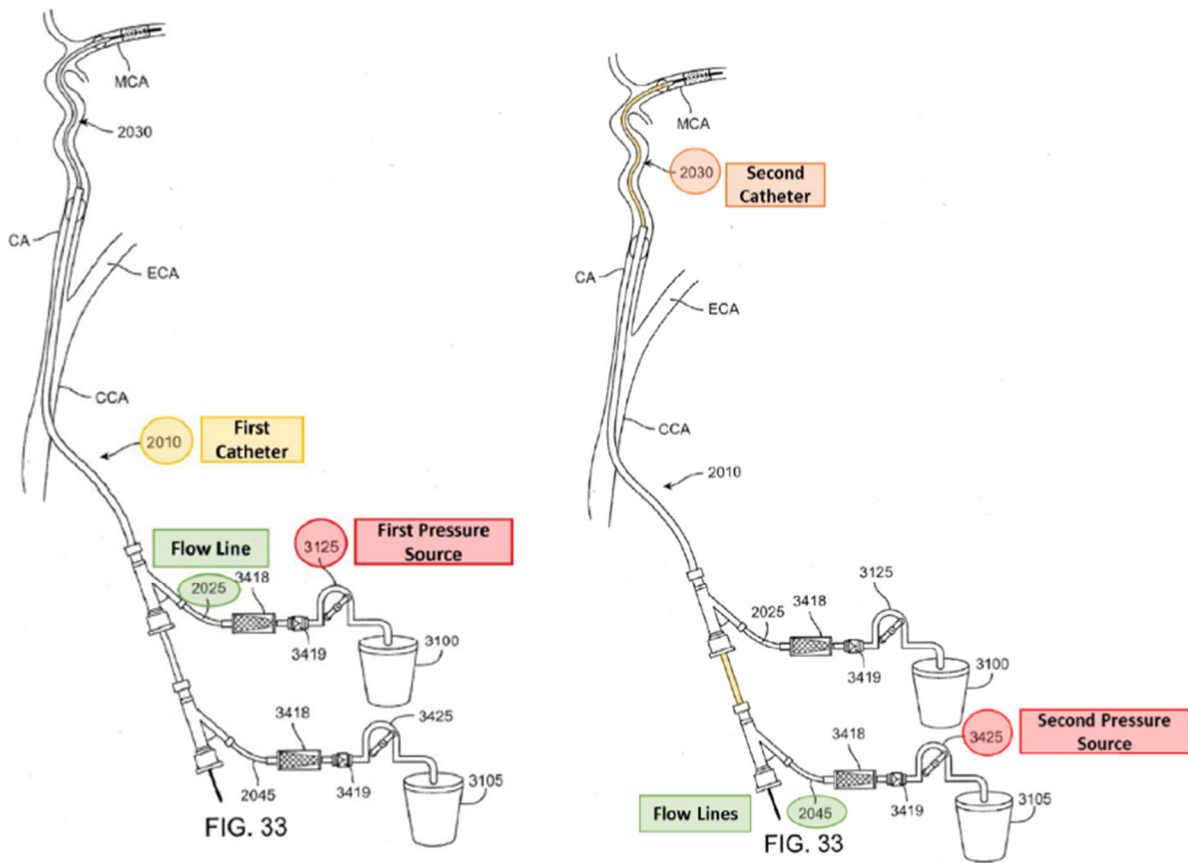 MCA
2030
CA
ECA
CCA
2010
First
Catheter
Flow Line
3125
First Pressure
Source
2025
3418
3419
3100
3418
3425
2045
3419
3105
FIG. 33
MCA
2030
Second
Catheter
CA
ECA
CCA
2010
3125
3418
2025
3419
3100
3425
Second Pressure
Source
3418
3419
Flow Lines
2045
3105
FIG. 33